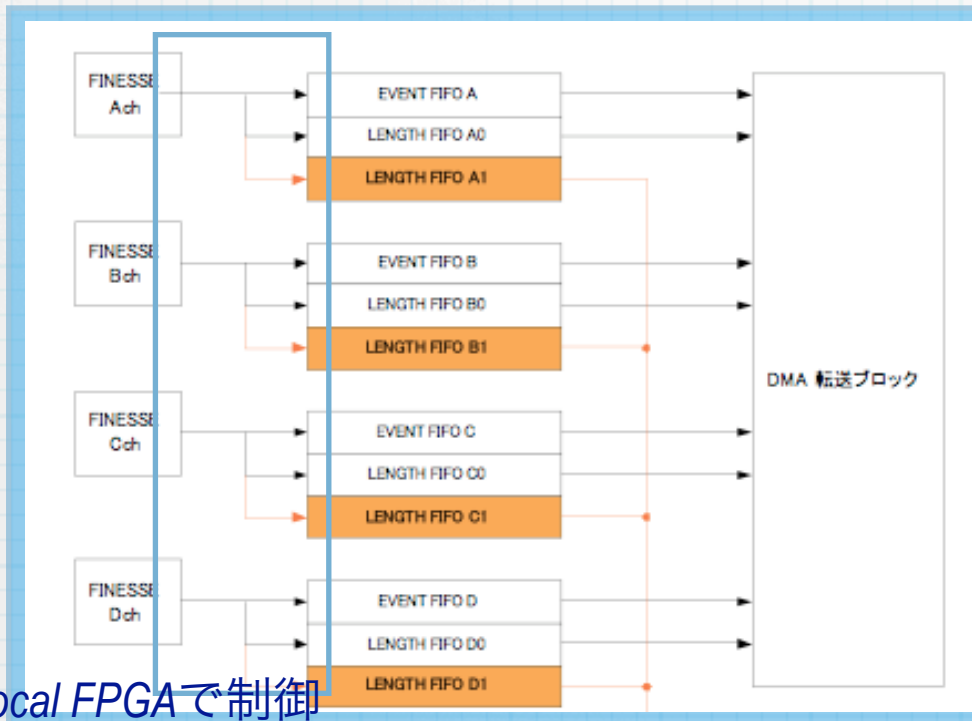 FINESSE
Ach
EVENT FIFO A
LENGTH FIFO A0
LENGTH FIFO A1
FINESSE
Bch
EVENT FIFO B
LENGTH FIFO B0
LENGTH FIFO B1
DMA 転送ブロック
FINESSE
Cch
EVENT FIFO C
LENGTH FIFO C0
LENGTH FIFO C1
FINESSE
Dch
EVENT FIFO D
LENGTH FIFO D0
LENGTH FIFO D1
ocal FPGAで制御